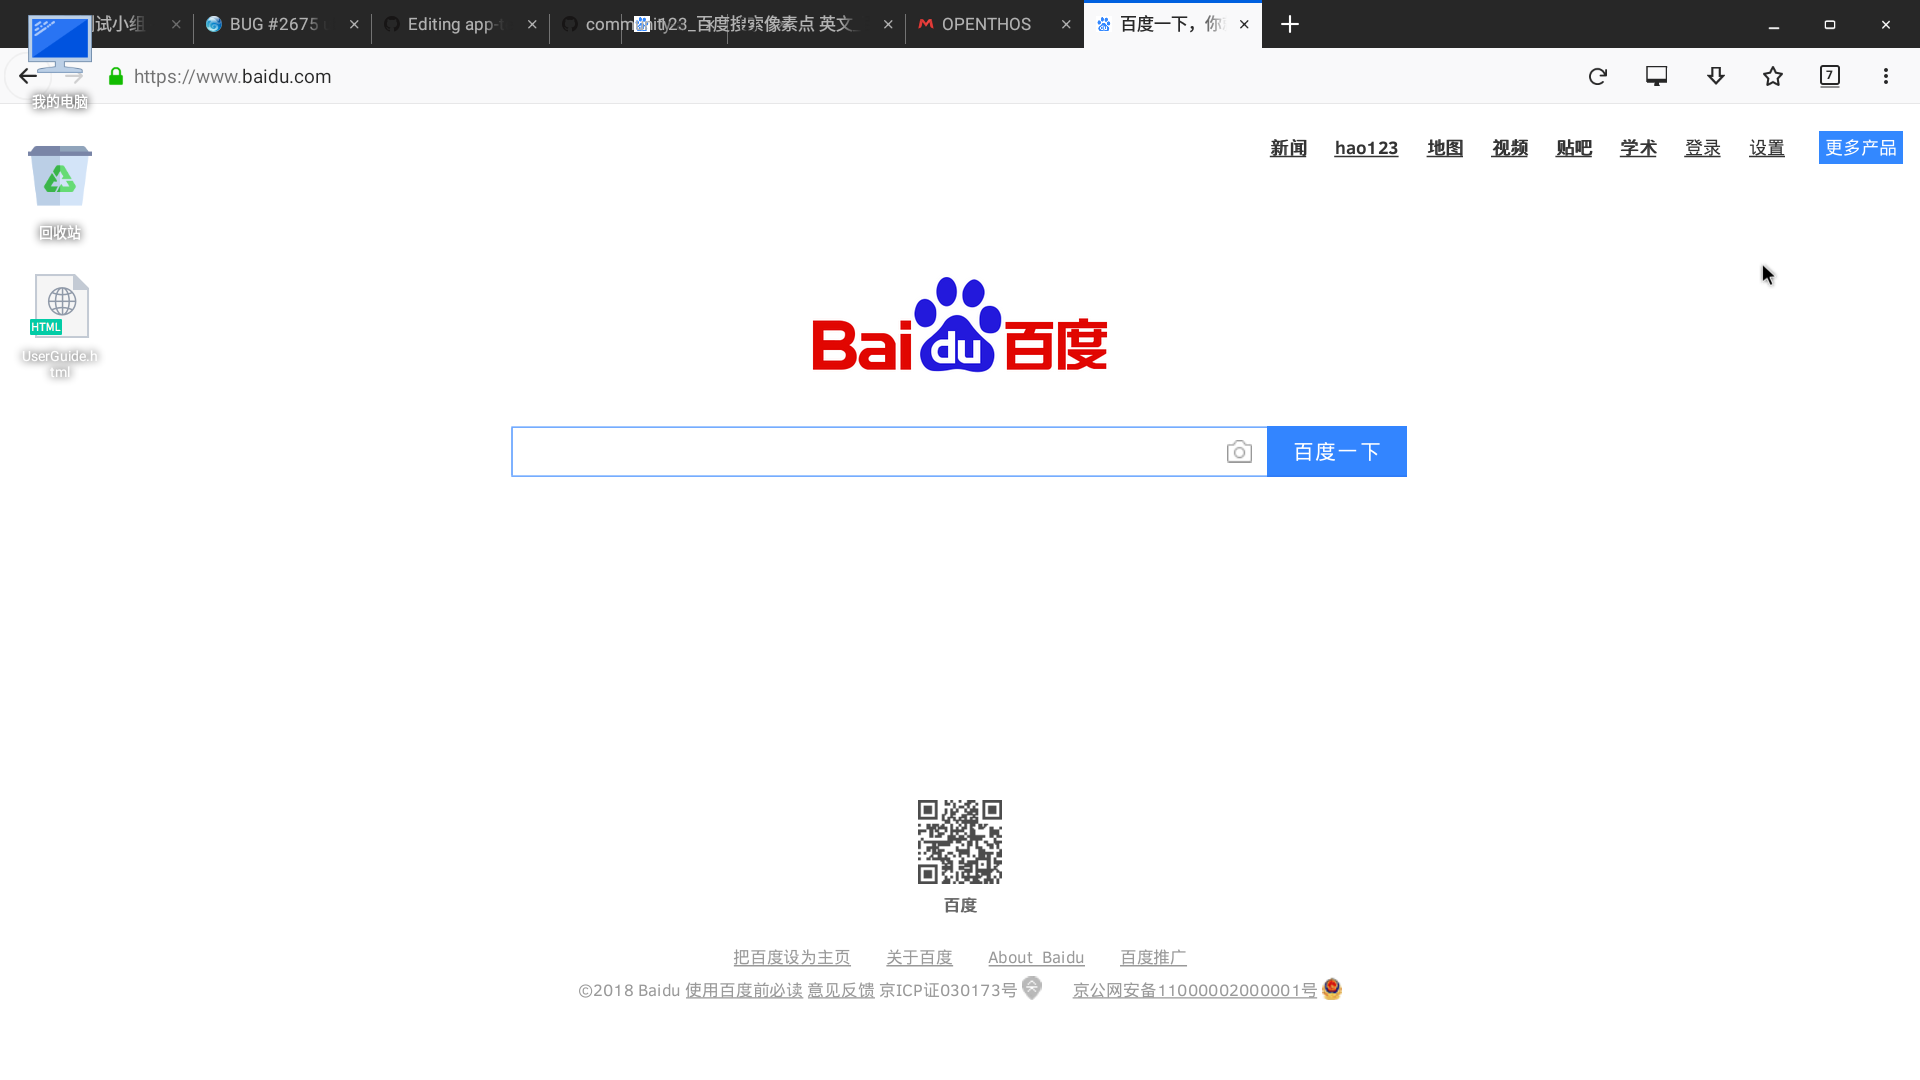 试小组
BUG #2675
Editing app-
comm
123_百度搜索像素点 英文_
OPENTHOS
百度一下，你
https://www.baidu.com
7
我的电脑
新闻 hao123 地图 视频 贴吧 学术 登录 设置 更多产品
回收站
HTML
UserGuide.h
tml
Bai du 百度
百度一下
百度
把百度设为主页 关于百度 About Baidu 百度推广
©2018 Baidu 使用百度前必读 意见反馈 京ICP证030173号 京公网安备11000002000001号